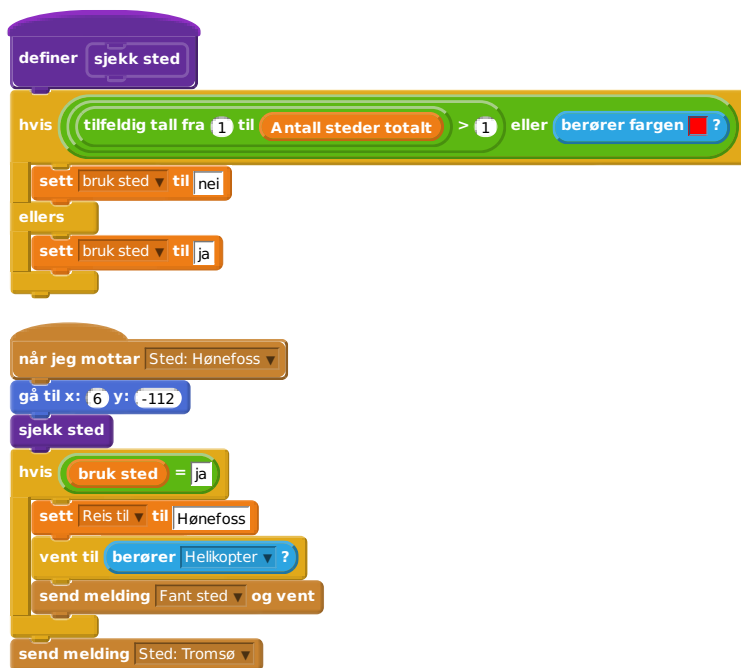 definer sjekk sted
hvis tilfeldig tall fra 1 til Antall steder totalt > 1 eller berører fargen ?
sett bruk sted til nei
ellers
sett bruk sted til ja
når jeg mottar Sted: Hønefoss
gå til x: 6 y: -112
sjekk sted
hvis bruk sted = ja
sett Reis til til Hønefoss
vent til berører Helikopter ?
send melding Fant sted og vent
send melding Sted: Tromsø